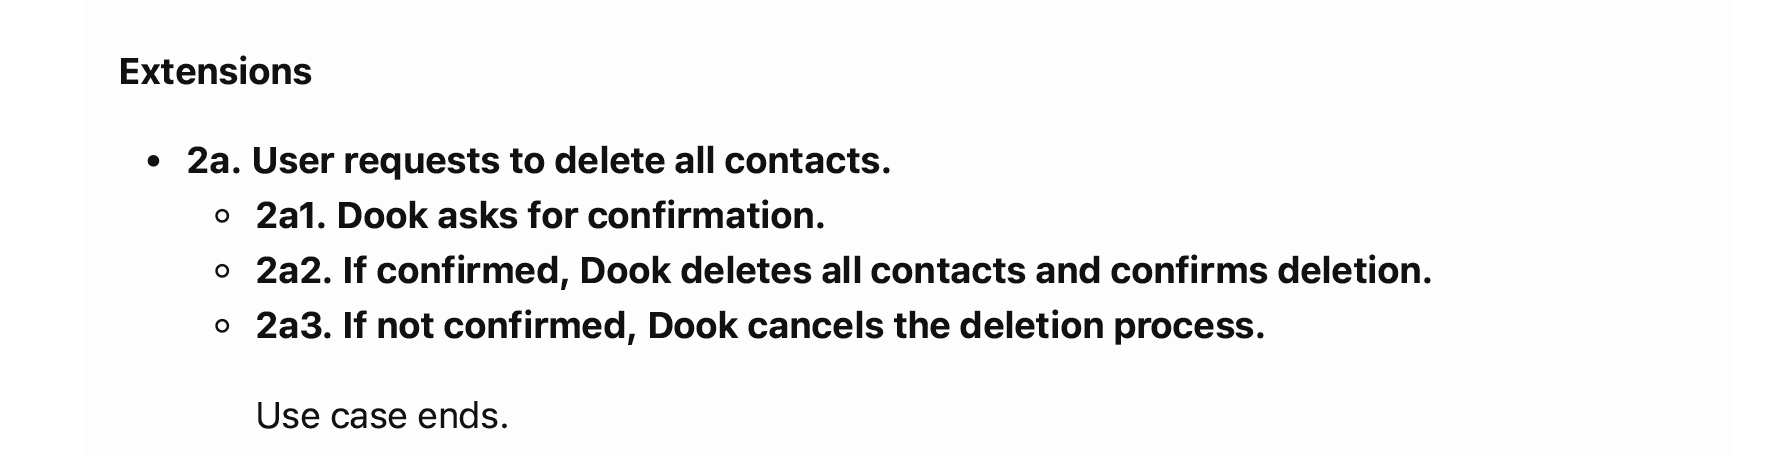 Extensions
• 2a. User requests to delete all contacts.
◦ 2a1. Dook asks for confirmation.
◦ 2a2. If confirmed, Dook deletes all contacts and confirms deletion.
◦ 2a3. If not confirmed, Dook cancels the deletion process.
Use case ends.